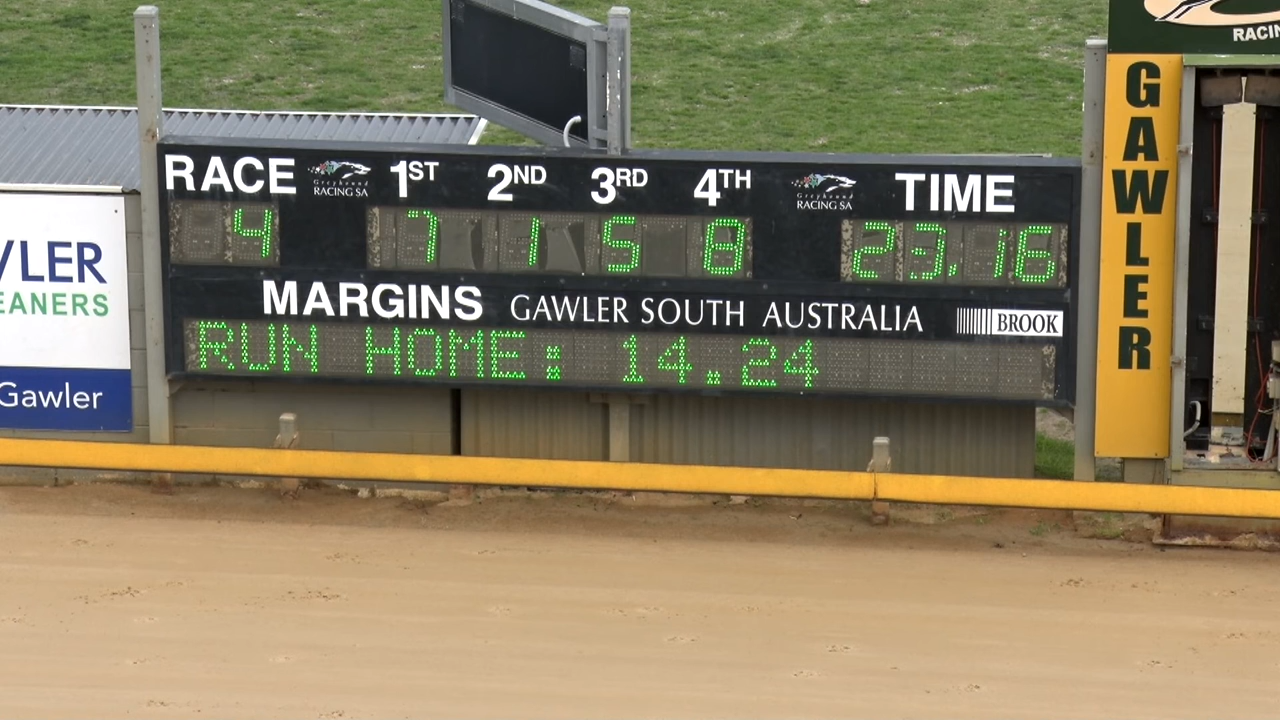 RACIN
GAWLER
RACE
Greyhound
RACING SA
1ST 2ND 3RD 4TH
Greyhound
RACING SA
TIME
4 7 1 5 8 23.16
MARGINS GAWLER SOUTH AUSTRALIA BROOK
RUN HOME: 14.24
WLER
EANERS
Gawler